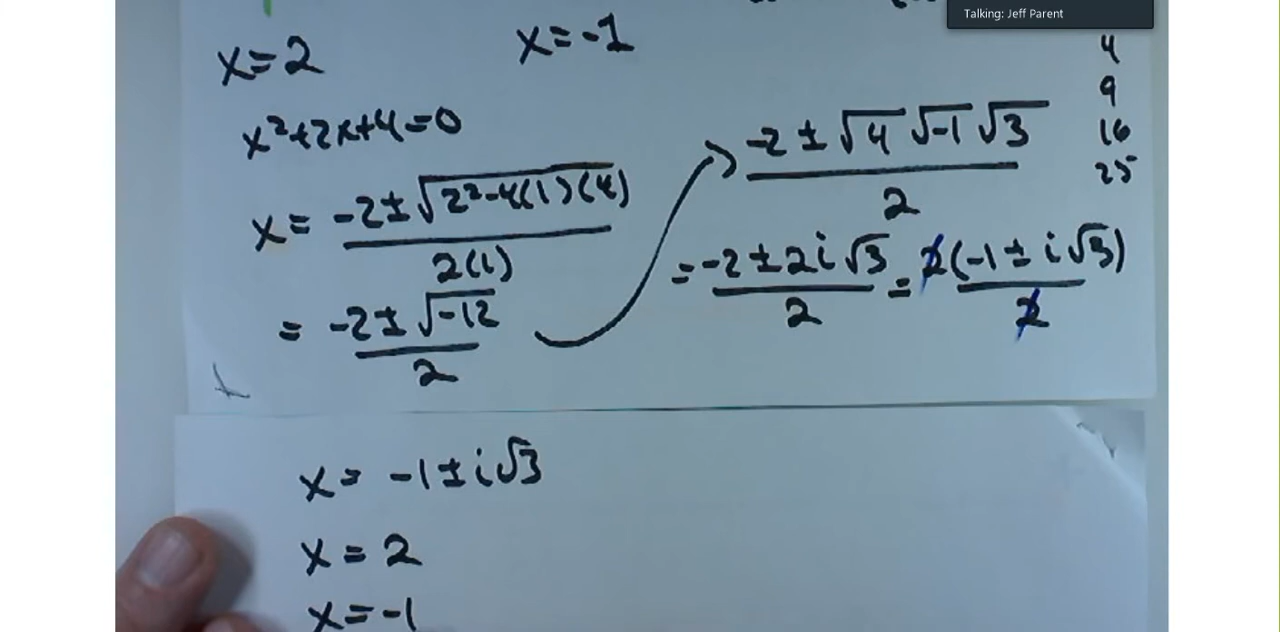 Talking: Jeff Parent
x=2
x=-1
4
9
16
25
x²+2x+4=0
x= -2±√(2²-4(1)(4)) / 2(1)
= -2±√-12 / 2
-2 ± √4 √-1 √3 / 2
= -2 ± 2i√3 / 2 = 2(-1 ± i√3) / 2
x= -1±i√3
x=2
x=-1